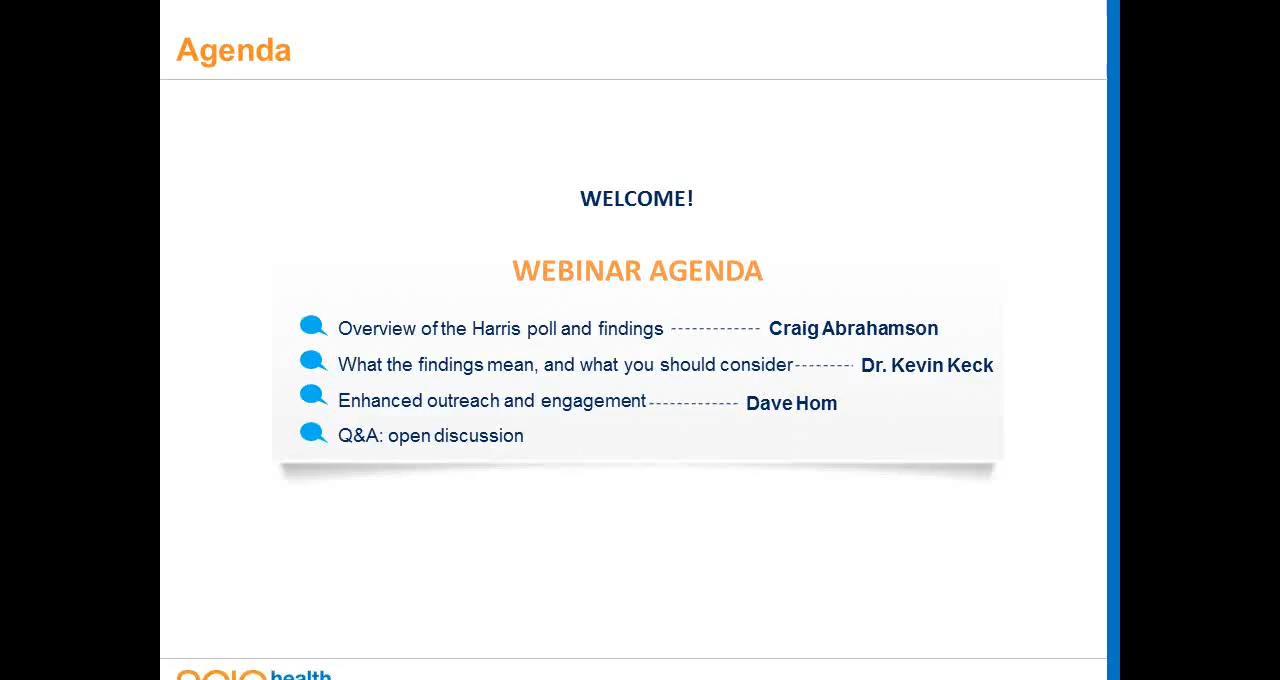 Agenda
WELCOME!
WEBINAR AGENDA
Overview of the Harris poll and findings ------------- Craig Abrahamson
What the findings mean, and what you should consider-------- Dr. Kevin Keck
Enhanced outreach and engagement------------- Dave Hom
Q&A: open discussion
health